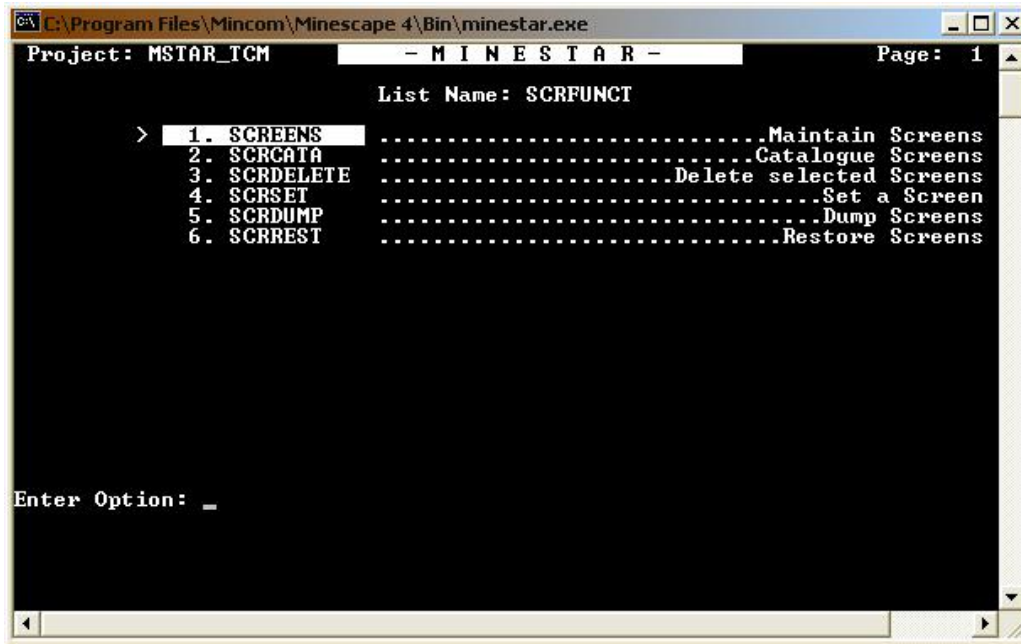 C:\Program Files\Mincom\Minescape 4\Bin\minestar.exe
Project: MSTAR_TCM - M I N E S T A R - Page: 1
List Name: SCRFUNCT
> 1. SCREENS ..............................Maintain Screens
2. SCRCATA .............................Catalogue Screens
3. SCRDELETE .......................Delete selected Screens
4. SCRSET ..................................Set a Screen
5. SCRDUMP ..................................Dump Screens
6. SCRREST ...............................Restore Screens
Enter Option: _